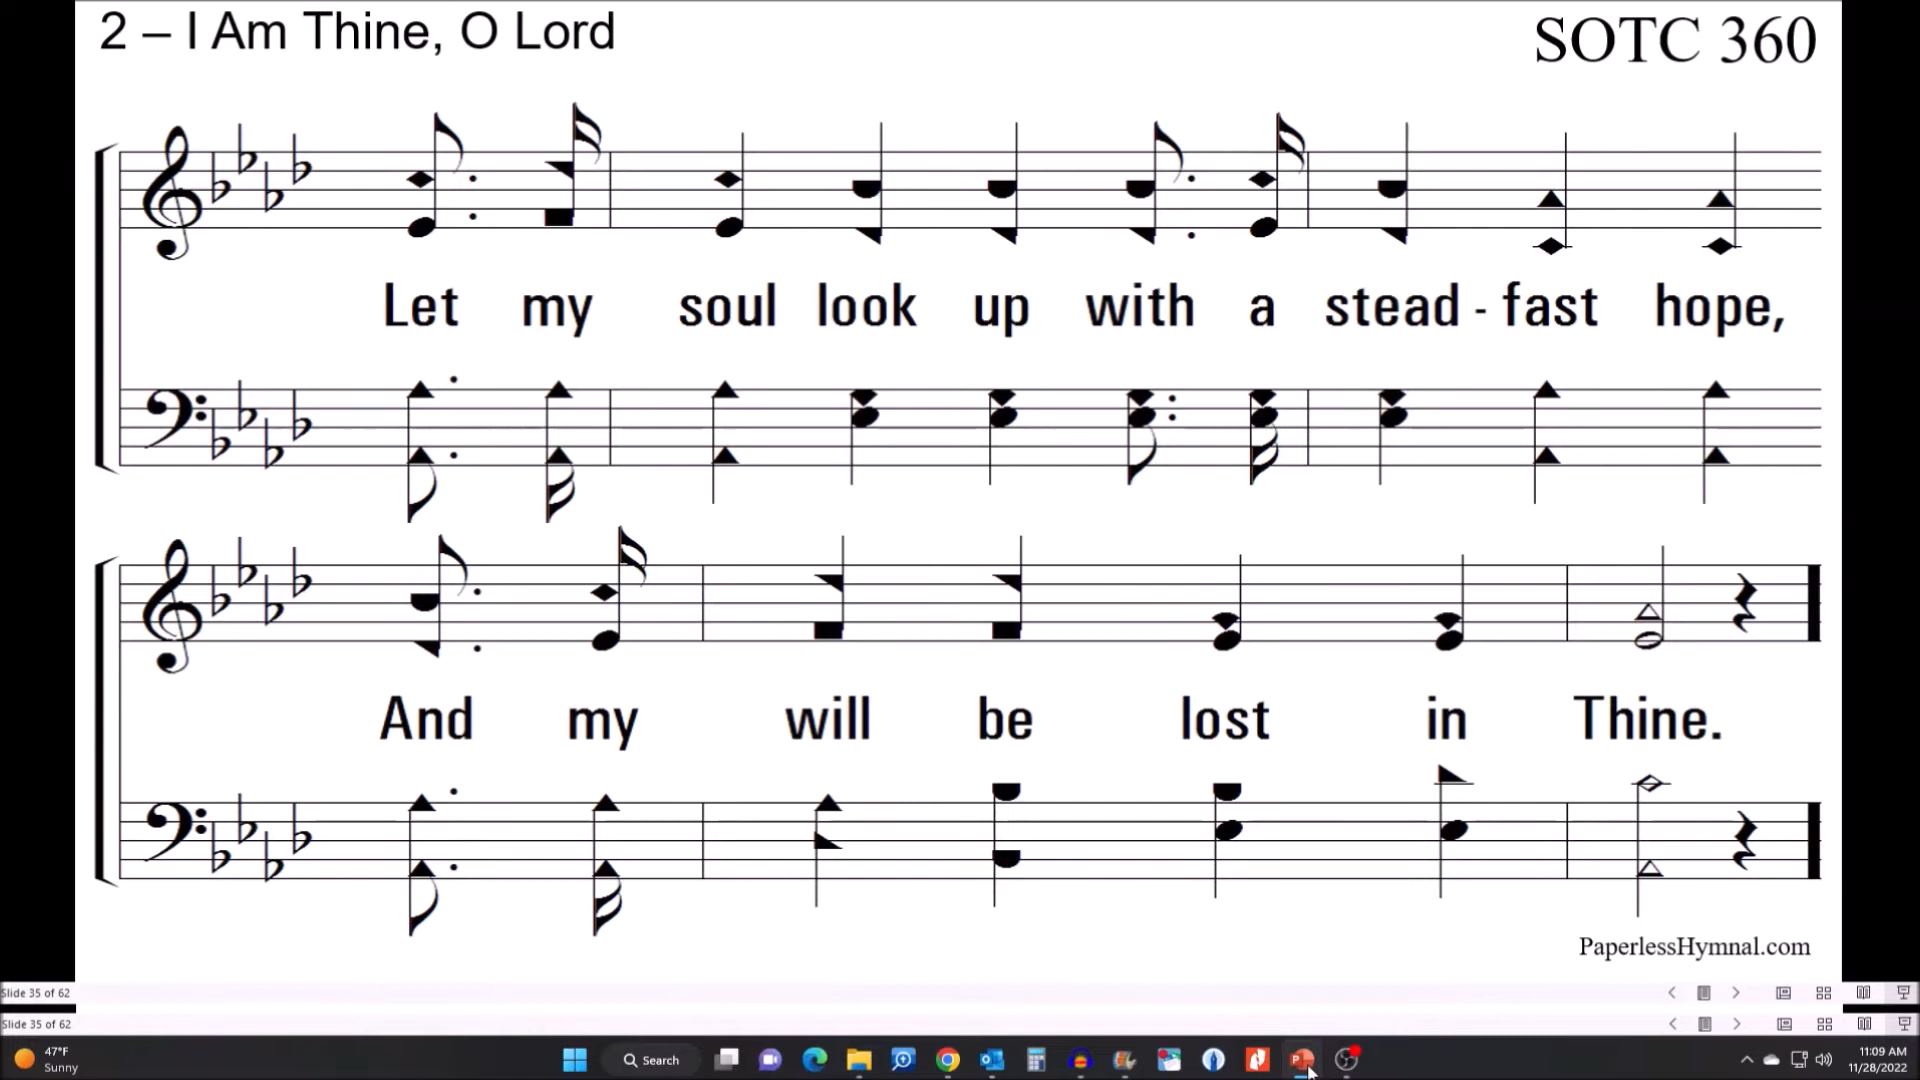 2 – I Am Thine, O Lord
SOTC 360
Let my soul look up with a stead - fast hope,
And my will be lost in Thine.
PaperlessHymnal.com
Slide 35 of 62
Slide 35 of 62
47°F
Sunny
Search
11:09 AM
11/28/2022